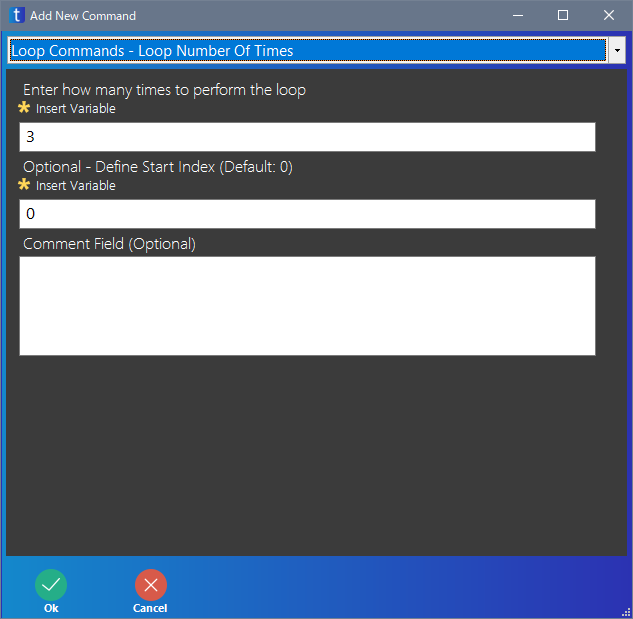 Add New Command
Loop Commands - Loop Number Of Times
Enter how many times to perform the loop
Insert Variable
3
Optional - Define Start Index (Default: 0)
Insert Variable
0
Comment Field (Optional)
Ok
Cancel